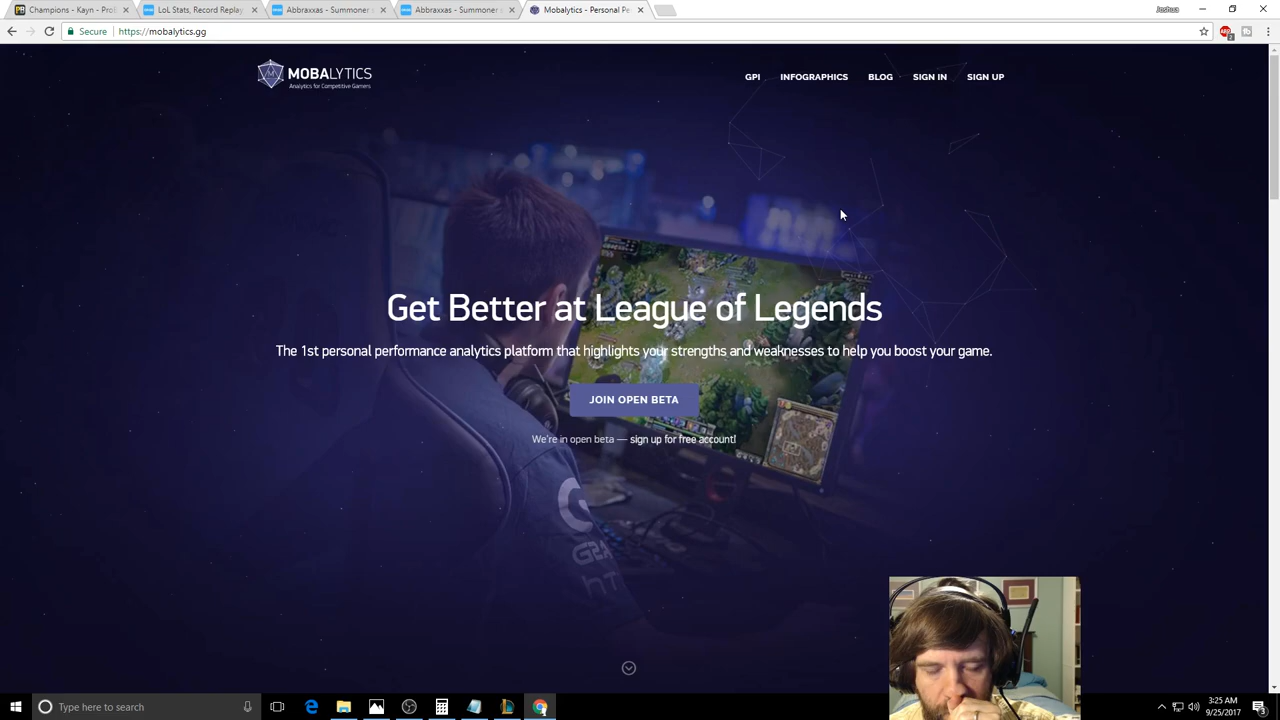 Champions - Kayn - Pro
LoL Stats, Record Replay
Abbraxxas - Summoner
Abbraxxas - Summoner
Mobalytics - Personal Pe
Joshua
Secure
https://mobalytics.gg
MOBALYTICS
Analytics for Competitive Gamers
GPI INFOGRAPHICS BLOG SIGN IN SIGN UP
Get Better at League of Legends
The 1st personal performance analytics platform that highlights your strengths and weaknesses to help you boost your game.
JOIN OPEN BETA
We're in open beta — sign up for free account!
Type here to search
3:25 AM
9/25/2017